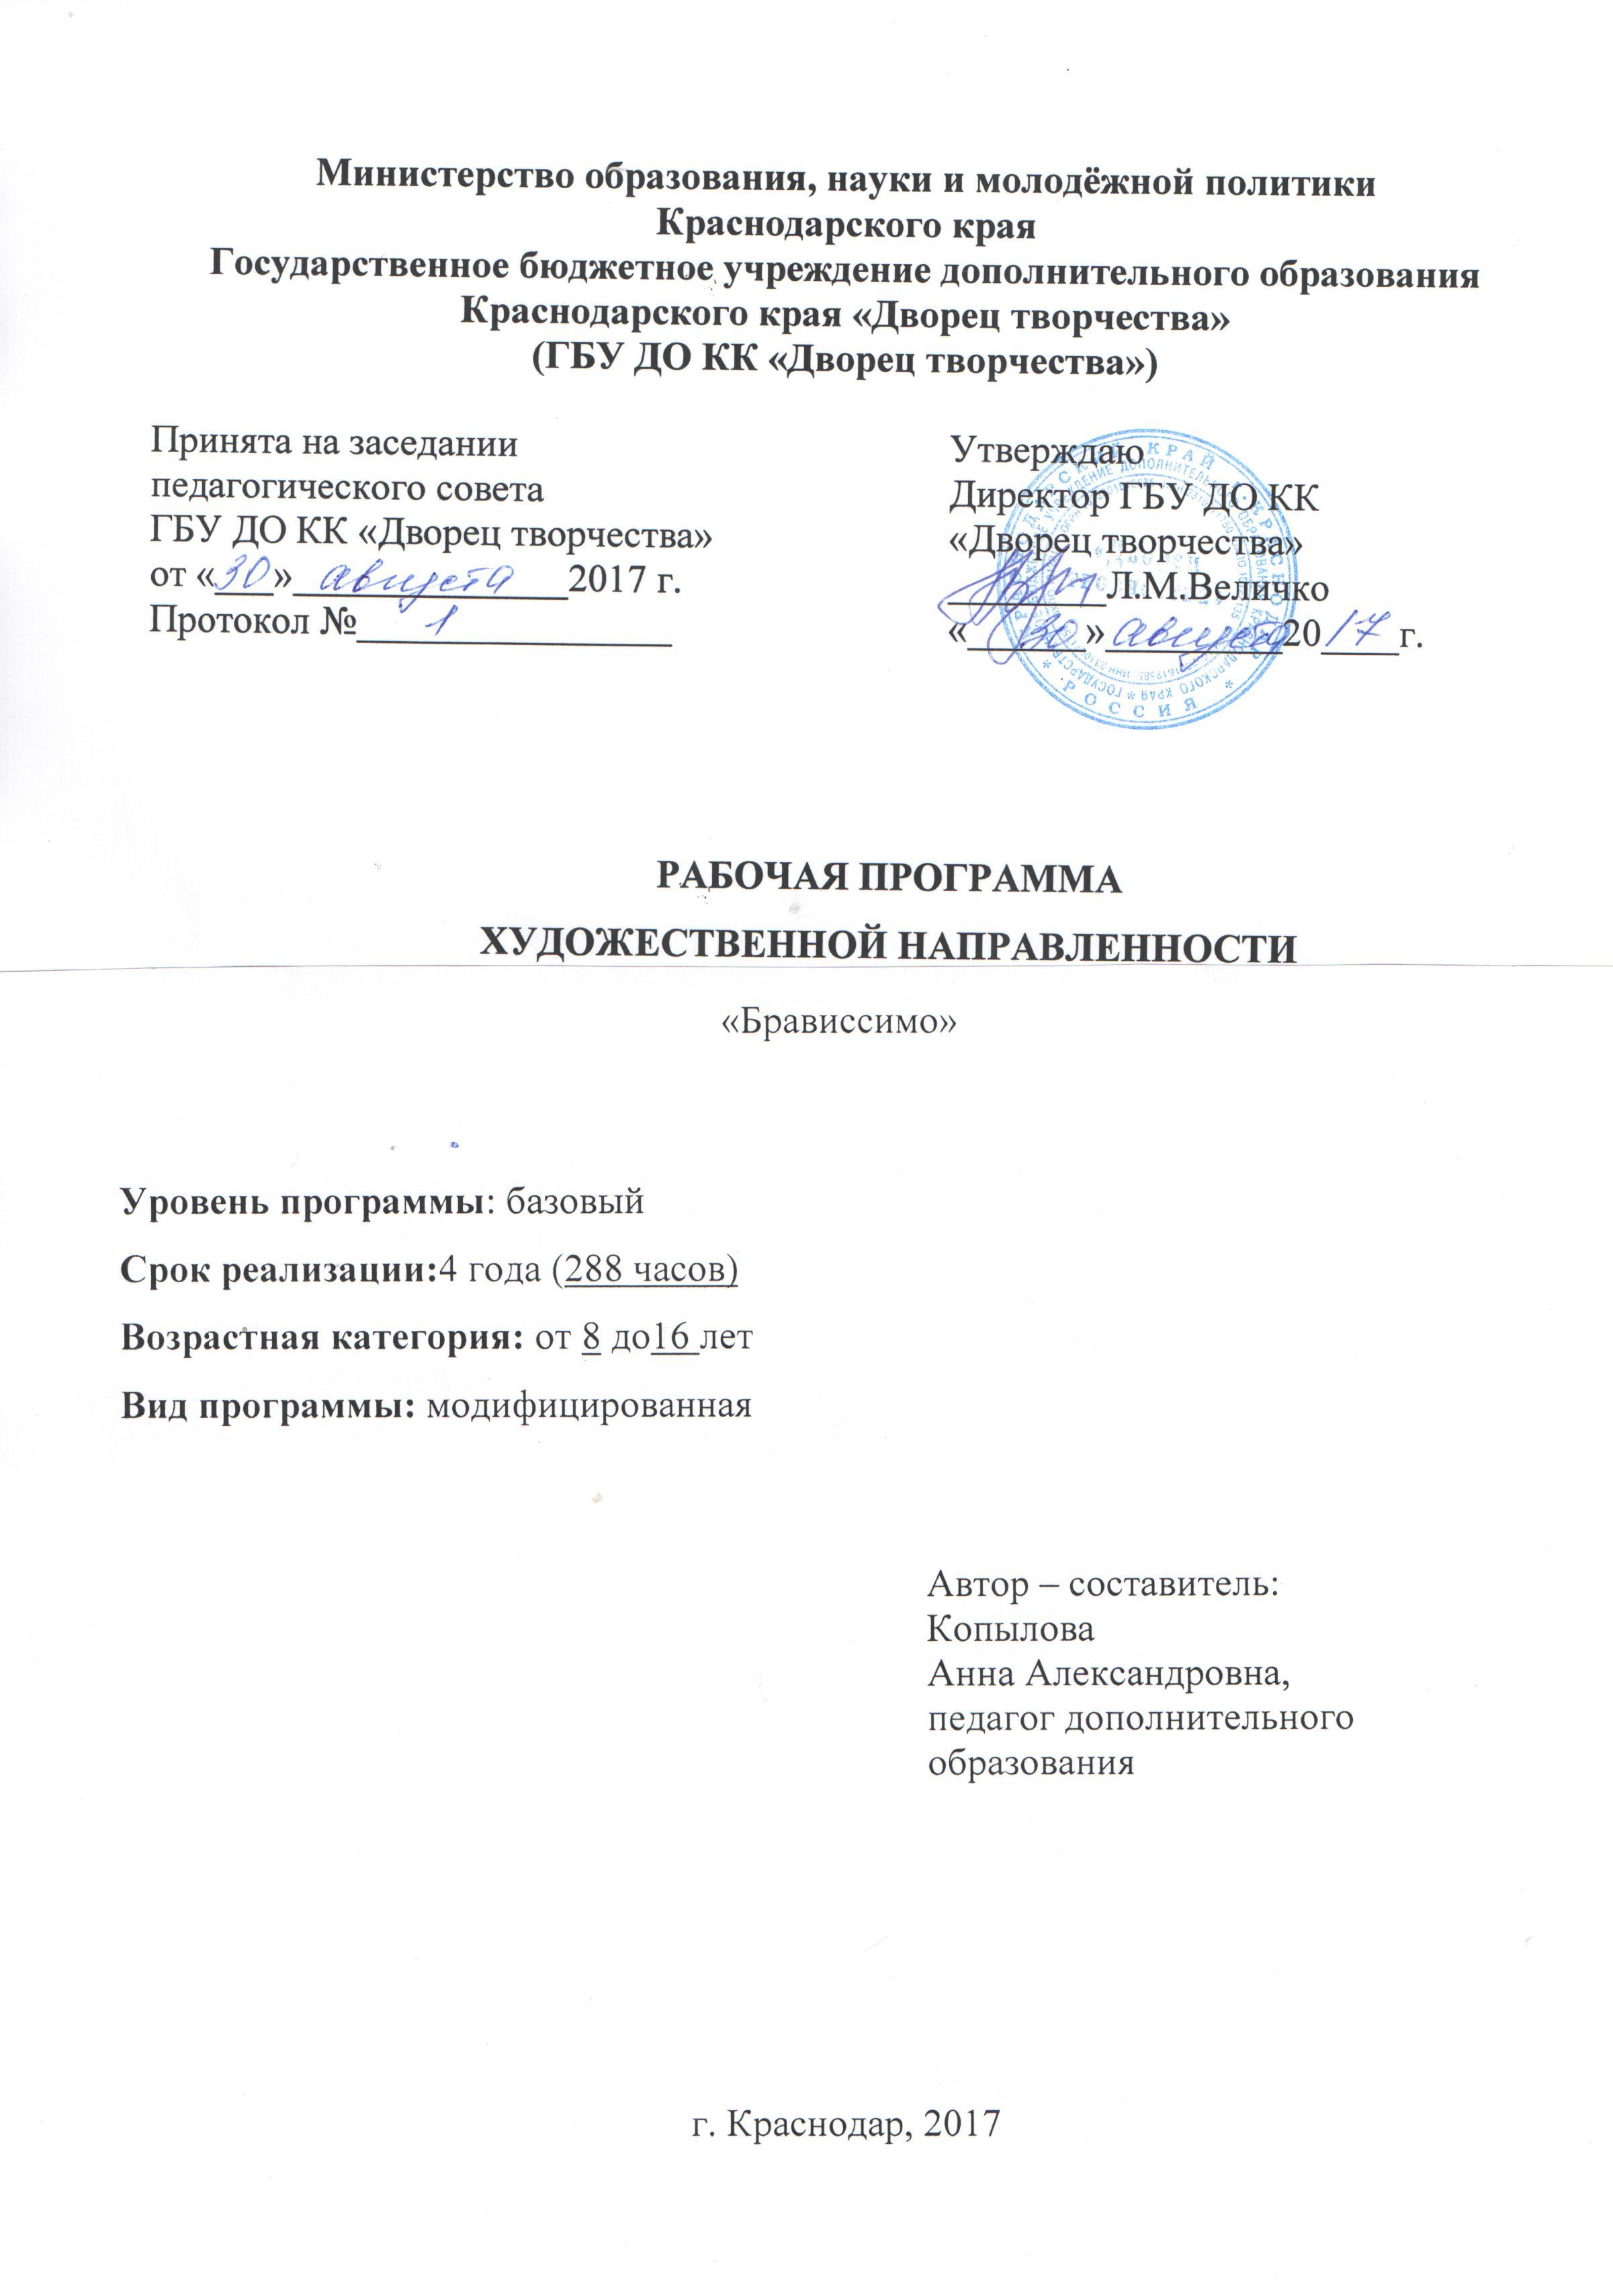 Министерство образования, науки и молодёжной политики
Краснодарского края
Государственное бюджетное учреждение дополнительного образования
Краснодарского края «Дворец творчества»
(ГБУ ДО КК «Дворец творчества»)
Принята на заседании
педагогического совета
ГБУ ДО КК «Дворец творчества»
от «30» августа 2017 г.
Протокол № 1
Утверждаю
Директор ГБУ ДО КК
«Дворец творчества»
Л.М.Величко
«30» августа 2017 г.
РОССИЯ
РАБОЧАЯ ПРОГРАММА
ХУДОЖЕСТВЕННОЙ НАПРАВЛЕННОСТИ
«Брависсимо»
Уровень программы: базовый
Срок реализации:4 года (288 часов)
Возрастная категория: от 8 до16 лет
Вид программы: модифицированная
Автор – составитель:
Копылова
Анна Александровна,
педагог дополнительного
образования
г. Краснодар, 2017